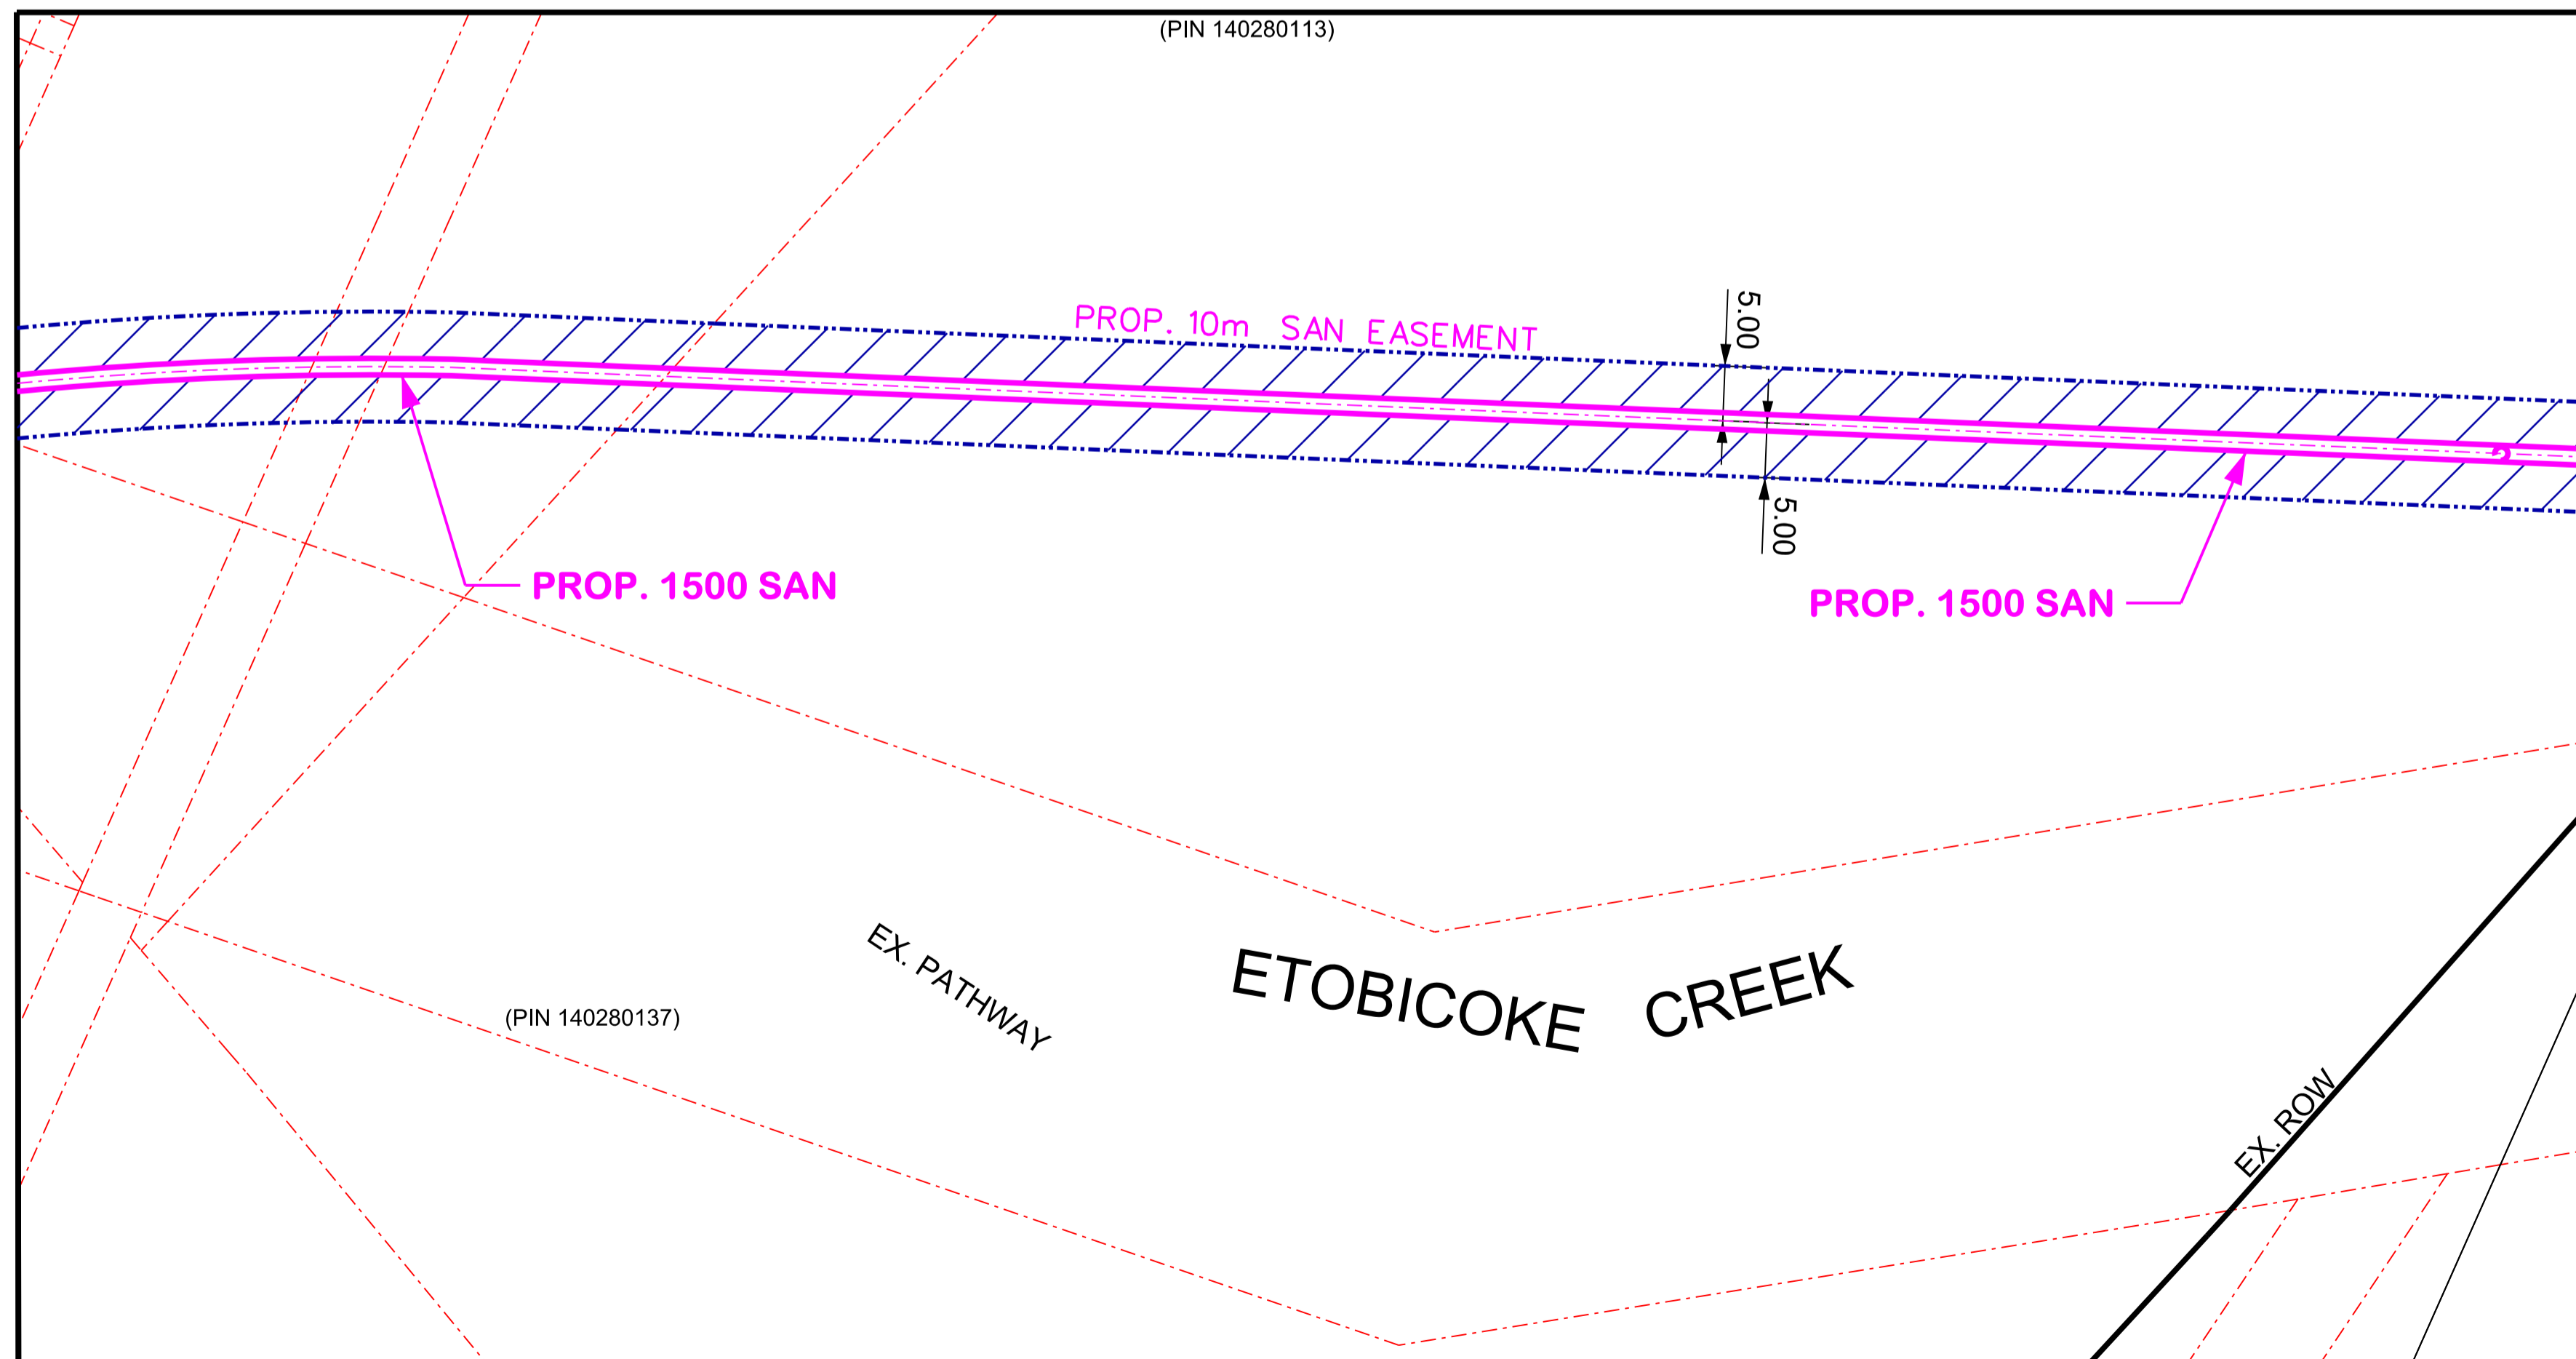 (PIN 140280113)
PROP. 10m SAN EASEMENT
5.00
5.00
PROP. 1500 SAN
PROP. 1500 SAN
EX. PATHWAY
ETOBICOKE CREEK
(PIN 140280137)
EX. ROW